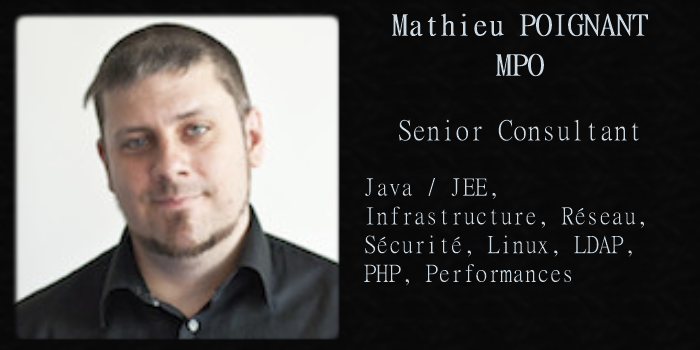 Mathieu POIGNANT
MPO
Senior Consultant
Java / JEE,
Infrastructure, Réseau,
Sécurité, Linux, LDAP,
PHP, Performances